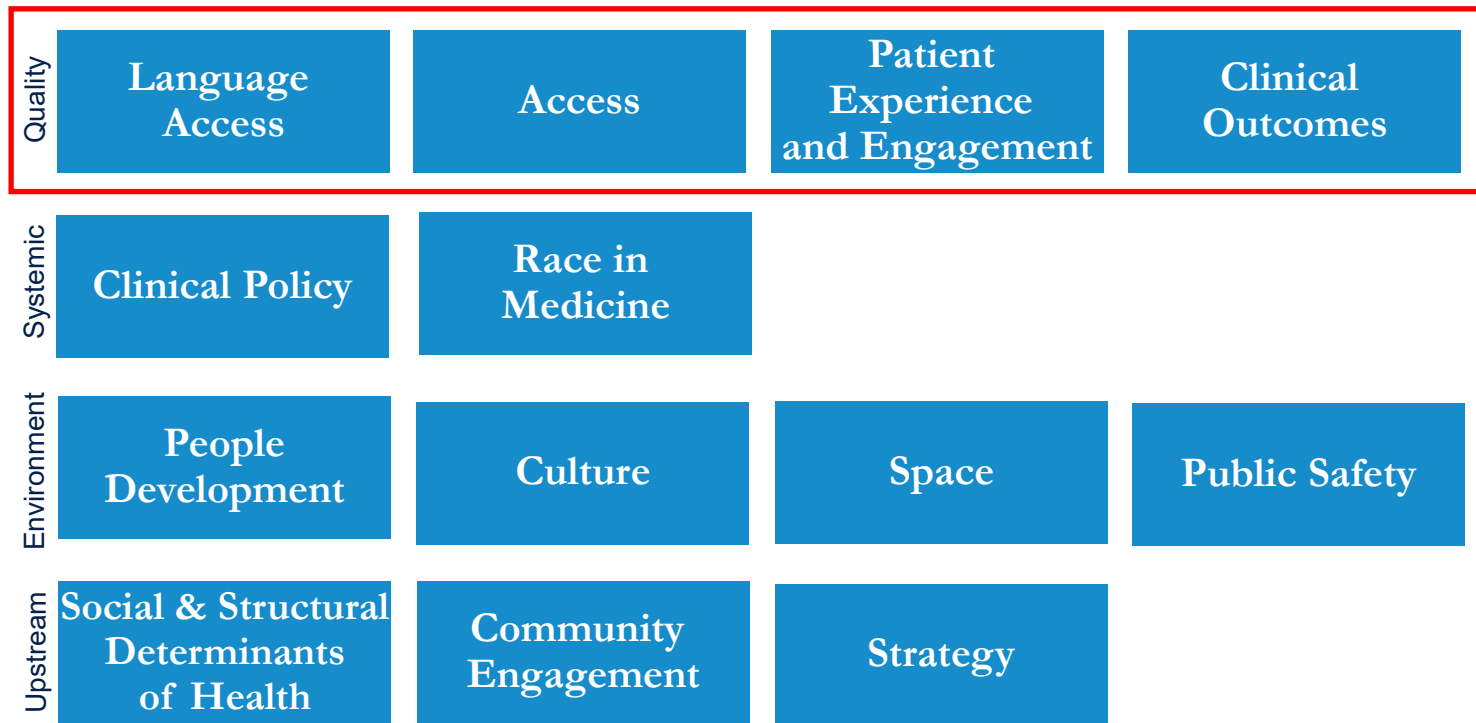 Quality
Language
Access
Access
Patient
Experience
and Engagement
Clinical
Outcomes
Systemic
Clinical Policy
Race in
Medicine
Environment
People
Development
Culture
Space
Public Safety
Upstream
Social & Structural
Determinants
of Health
Community
Engagement
Strategy